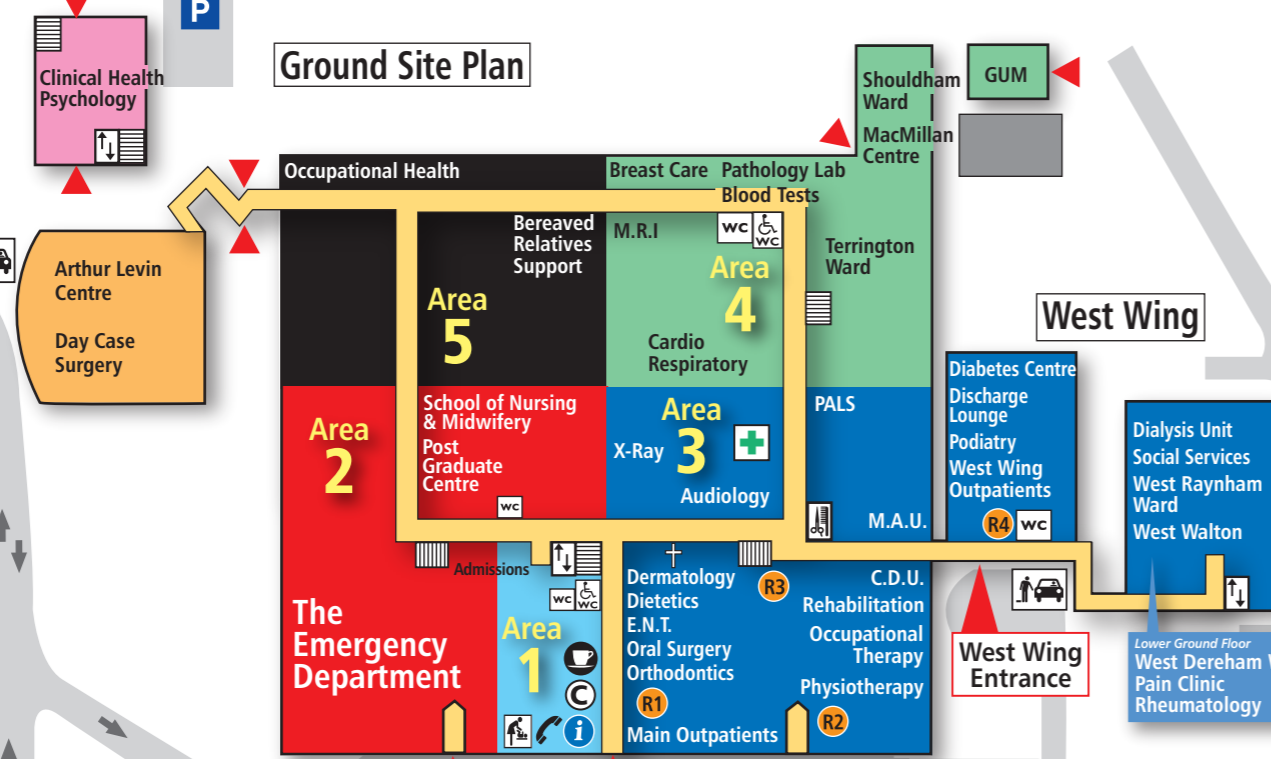 P
Ground Site Plan
Clinical Health
Psychology
Shouldham
Ward
MacMillan
Centre
GUM
Occupational Health
Breast Care
Pathology Lab
Blood Tests
Bereaved
Relatives
Support
M.R.I
WC
WC
Area
4
Terrington
Ward
Arthur Levin
Centre
Day Case
Surgery
Area
5
Cardio
Respiratory
West Wing
Area
2
School of Nursing
& Midwifery
Post
Graduate
Centre
WC
Area
3
X-Ray
Audiology
PALS
M.A.U.
Diabetes Centre
Discharge
Lounge
Podiatry
West Wing
Outpatients
R4
WC
Dialysis Unit
Social Services
West Raynham
Ward
West Walton
Admissions
The
Emergency
Department
WC
WC
Area
1
C
i
Dermatology
Dietetics
E.N.T.
Oral Surgery
Orthodontics
R1
Main Outpatients
R3
C.D.U.
Rehabilitation
Occupational
Therapy
Physiotherapy
R2
West Wing
Entrance
Lower Ground Floor
West Dereham
Pain Clinic
Rheumatology